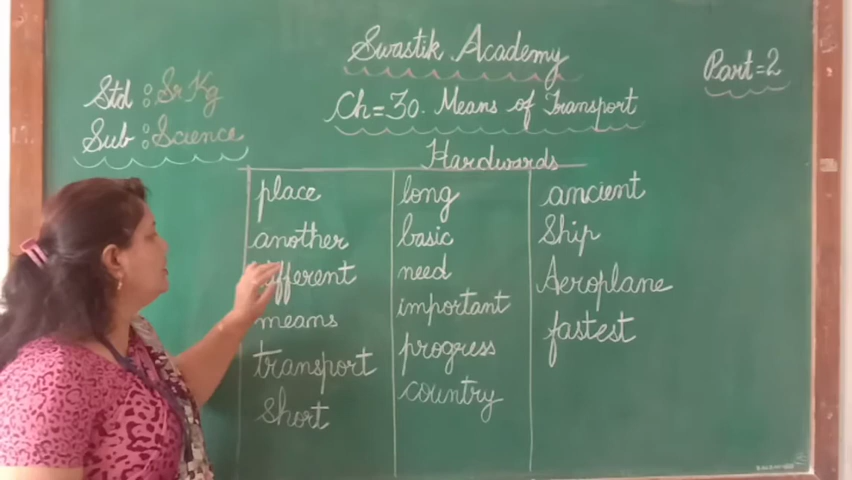 Swastik Academy
Part=2
Std : Sr Kg
Ch=30. Means of Transport
Sub : Science
Hardwards
place
another
different
means
transport
short
long
basic
need
important
progress
country
ancient
Ship
Aeroplane
fastest